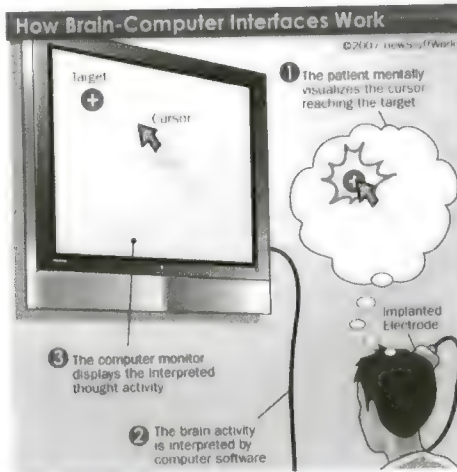 How Brain-Computer Interfaces Work
©2007
Target
Cursor
1 The patient mentally
visualizes the cursor
reaching the target
Implanted
Electrode
3 The computer monitor
displays the interpreted
thought activity
2 The brain activity
is interpreted by
computer software